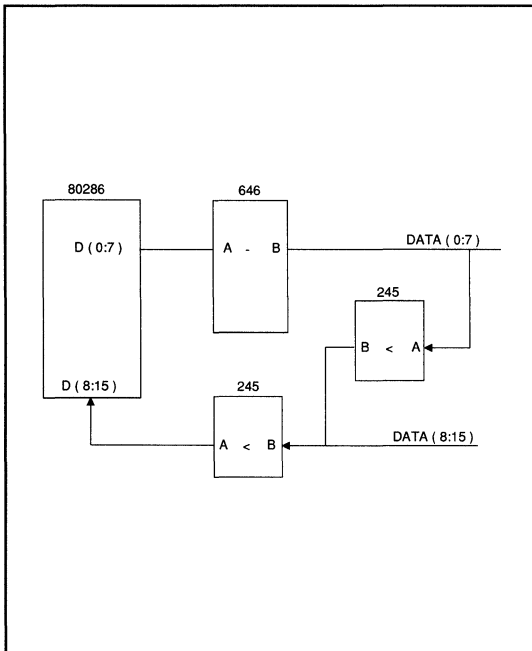 80286
646
D ( 0:7 )
A - B
DATA ( 0:7 )
245
B < A
D ( 8:15 )
245
A < B
DATA ( 8:15 )